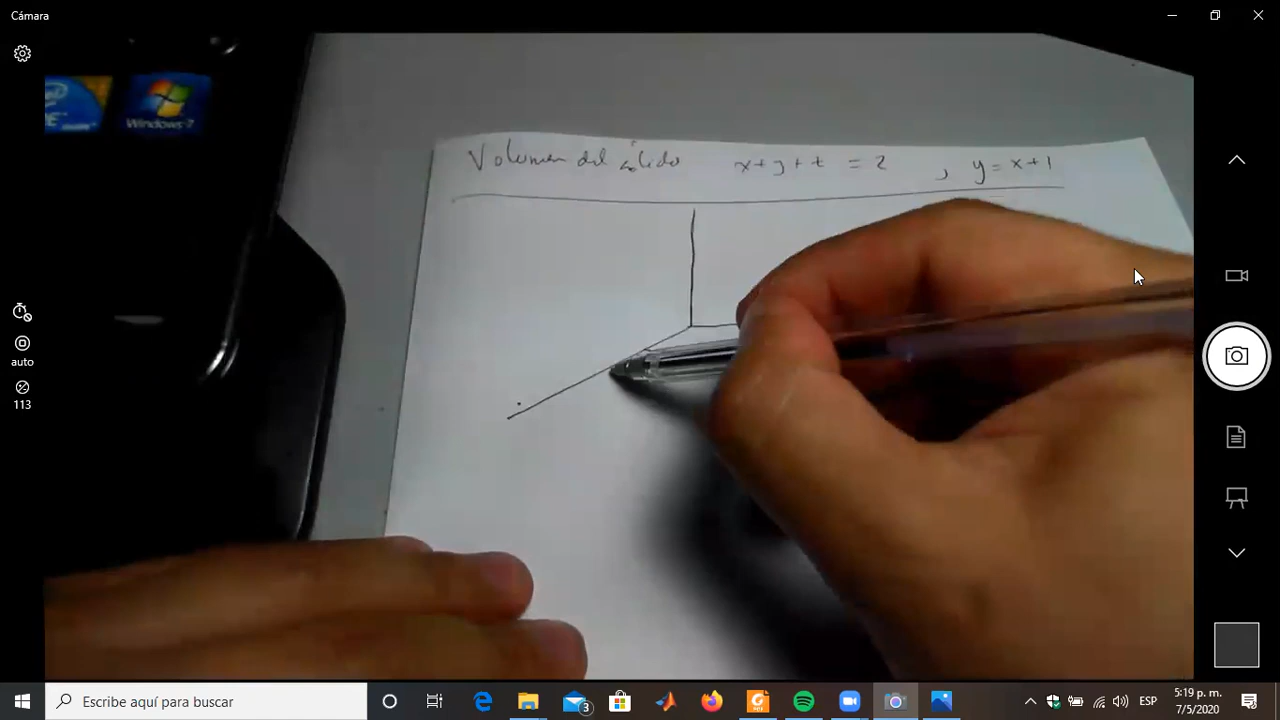 Cámara
Windows 7
Volumen del sólido x+y+z = 2 , y = x+1
auto
113
Escribe aquí para buscar
3
ESP
5:19 p. m.
7/5/2020